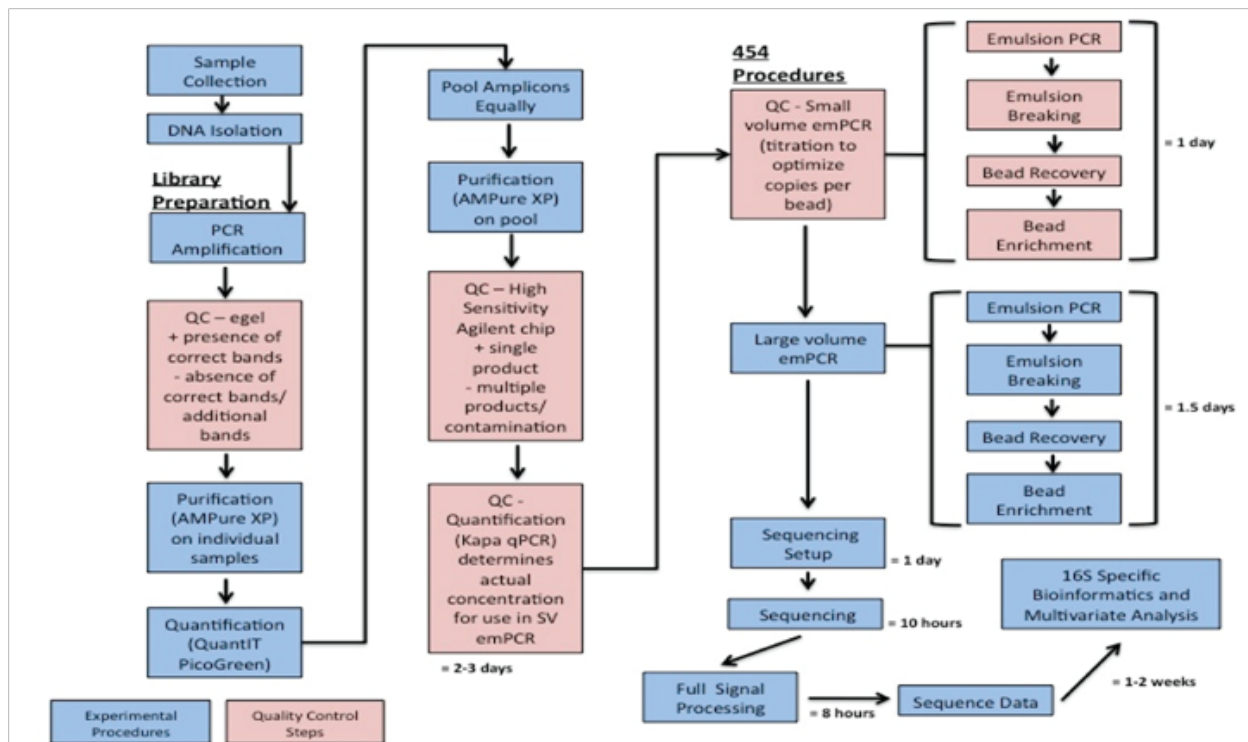 Sample
Collection
DNA Isolation
Library
Preparation
PCR
Amplification
QC – egel
+ presence of
correct bands
- absence of
correct bands/
additional
bands
Purification
(AMPure XP)
on individual
samples
Quantification
(QuantIT
PicoGreen)
Experimental
Procedures
Quality Control
Steps
Pool Amplicons
Equally
Purification
(AMPure XP)
on pool
QC – High
Sensitivity
Agilent chip
+ single
product
- multiple
products/
contamination
QC -
Quantification
(Kapa qPCR)
determines
actual
concentration
for use in SV
emPCR
= 2-3 days
454
Procedures
QC - Small
volume emPCR
(titration to
optimize
copies per
bead)
Emulsion PCR
Emulsion
Breaking
Bead Recovery
Bead
Enrichment
= 1 day
Large volume
emPCR
Emulsion PCR
Emulsion
Breaking
Bead Recovery
Bead
Enrichment
= 1.5 days
Sequencing
Setup
= 1 day
Sequencing
= 10 hours
Full Signal
Processing
= 8 hours
Sequence Data
= 1-2 weeks
16S Specific
Bioinformatics and
Multivariate Analysis